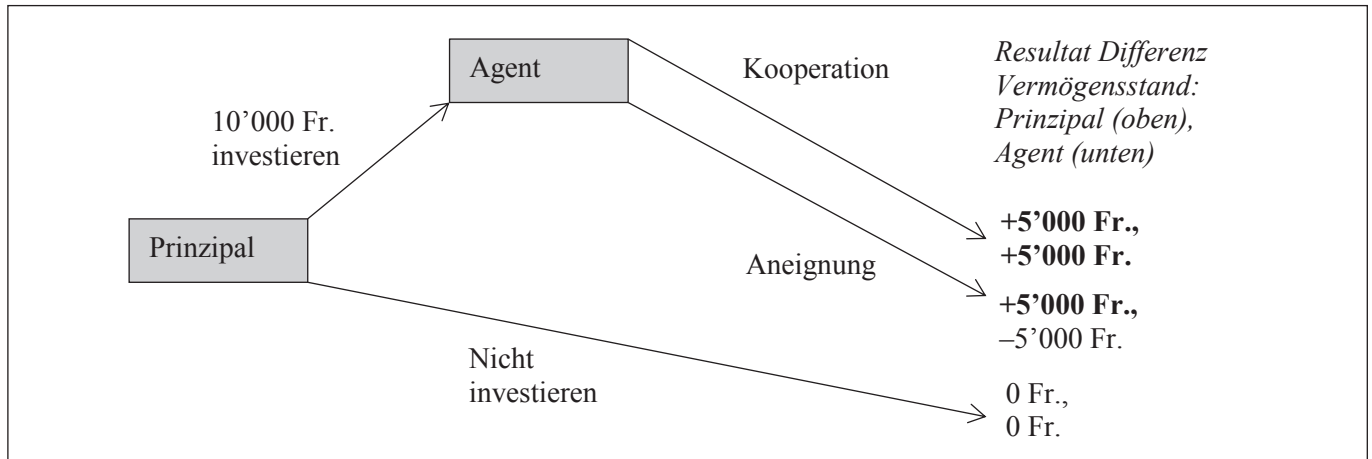 Agent
Kooperation
Resultat Differenz
Vermögensstand:
Prinzipal (oben),
Agent (unten)
10’000 Fr.
investieren
Prinzipal
Aneignung
+5’000 Fr.,
+5’000 Fr.
+5’000 Fr.,
–5’000 Fr.
Nicht
investieren
0 Fr.,
0 Fr.